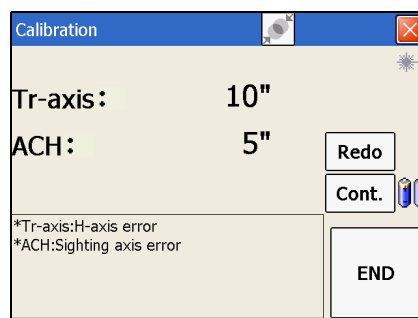 Calibration
Tr-axis: 10"
ACH: 5"
Redo
Cont.
*Tr-axis:H-axis error
*ACH:Sighting axis error
END